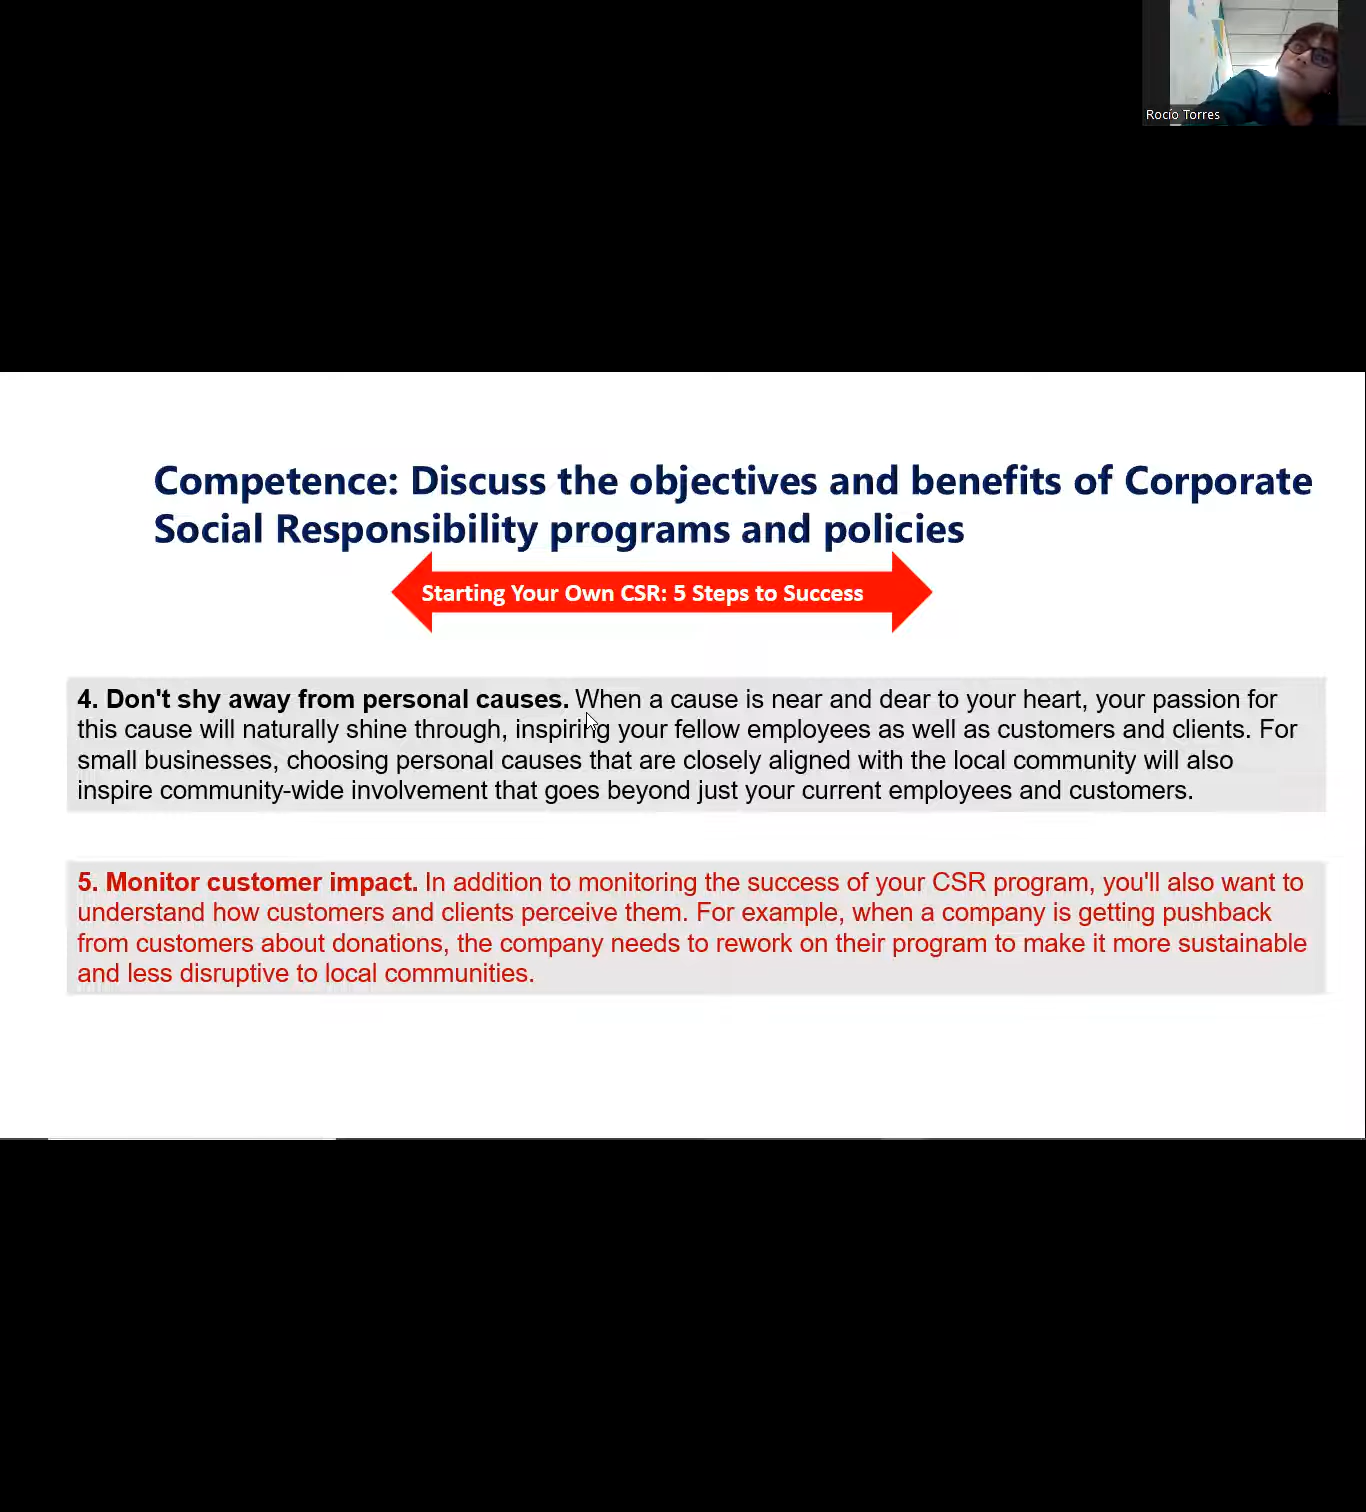 Rocío Torres
Competence: Discuss the objectives and benefits of Corporate
Social Responsibility programs and policies
Starting Your Own CSR: 5 Steps to Success
4. Don't shy away from personal causes. When a cause is near and dear to your heart, your passion for
this cause will naturally shine through, inspiring your fellow employees as well as customers and clients. For
small businesses, choosing personal causes that are closely aligned with the local community will also
inspire community-wide involvement that goes beyond just your current employees and customers.
5. Monitor customer impact. In addition to monitoring the success of your CSR program, you'll also want to
understand how customers and clients perceive them. For example, when a company is getting pushback
from customers about donations, the company needs to rework on their program to make it more sustainable
and less disruptive to local communities.